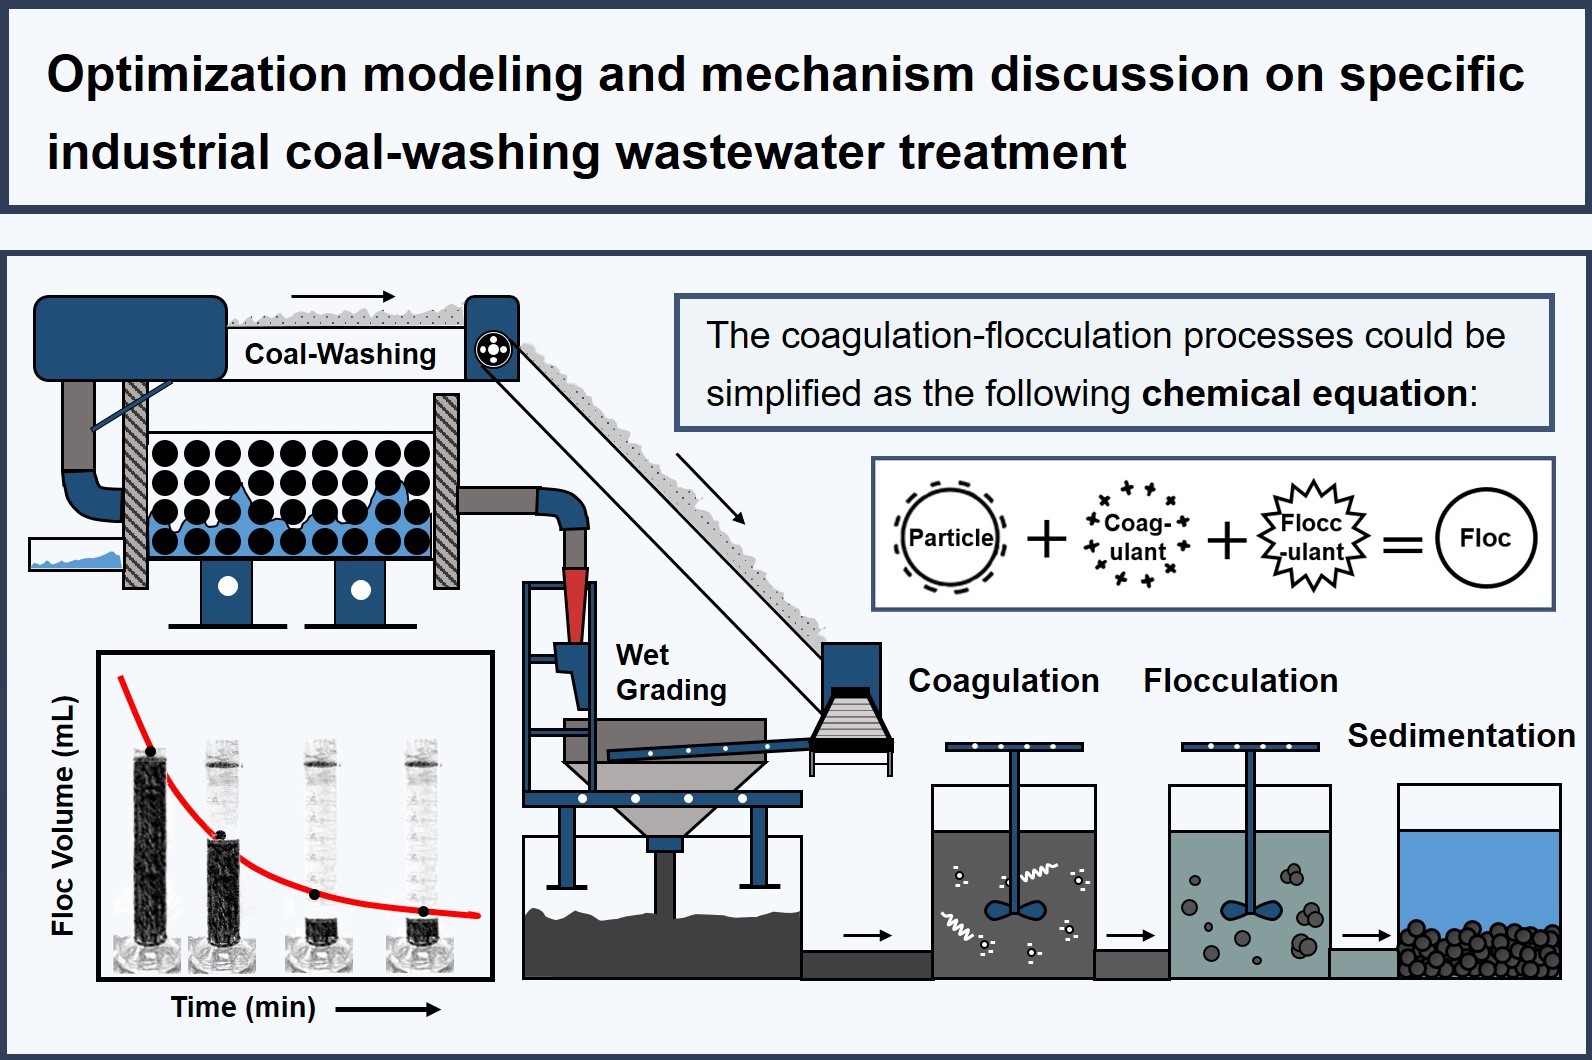 Optimization modeling and mechanism discussion on specific
industrial coal-washing wastewater treatment
Coal-Washing
The coagulation-flocculation processes could be
simplified as the following chemical equation:
Particle + Coag-
ulant + Flocc
-ulant = Floc
Wet
Grading
Coagulation
Flocculation
Sedimentation
Floc Volume (mL)
Time (min)